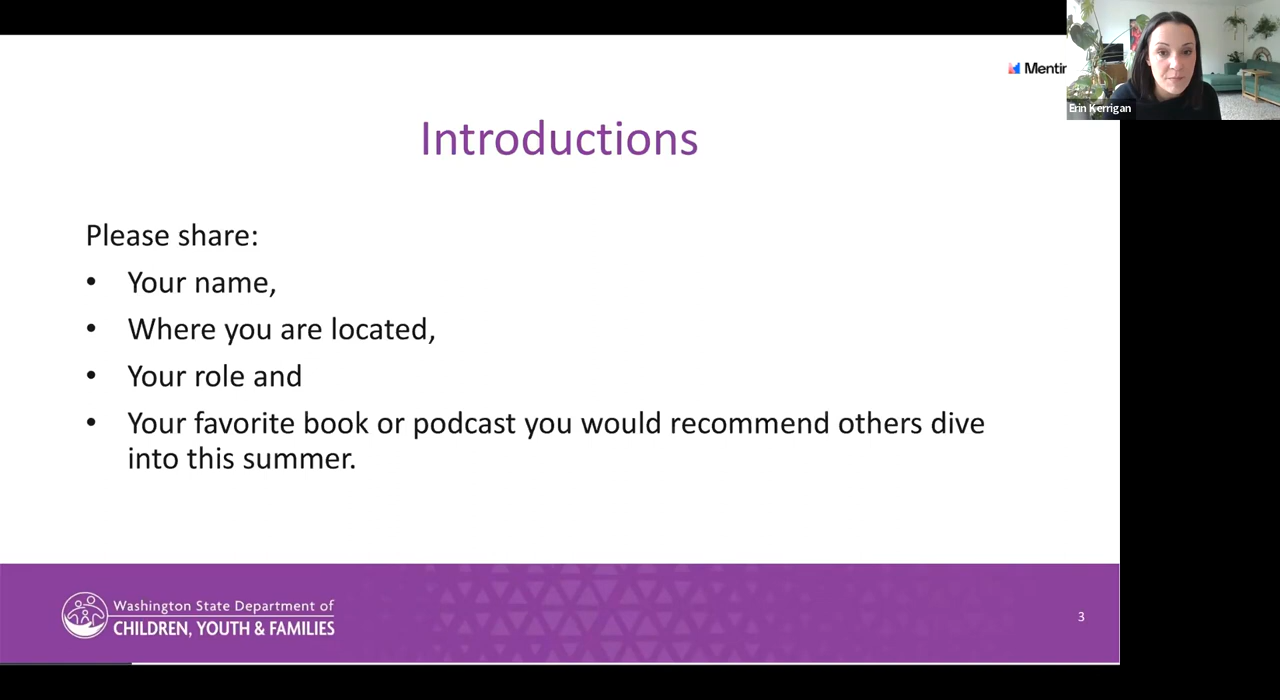 Mentir
Erin Kerrigan
Introductions
Please share:
• Your name,
• Where you are located,
• Your role and
• Your favorite book or podcast you would recommend others dive
into this summer.
Washington State Department of
CHILDREN, YOUTH & FAMILIES
3